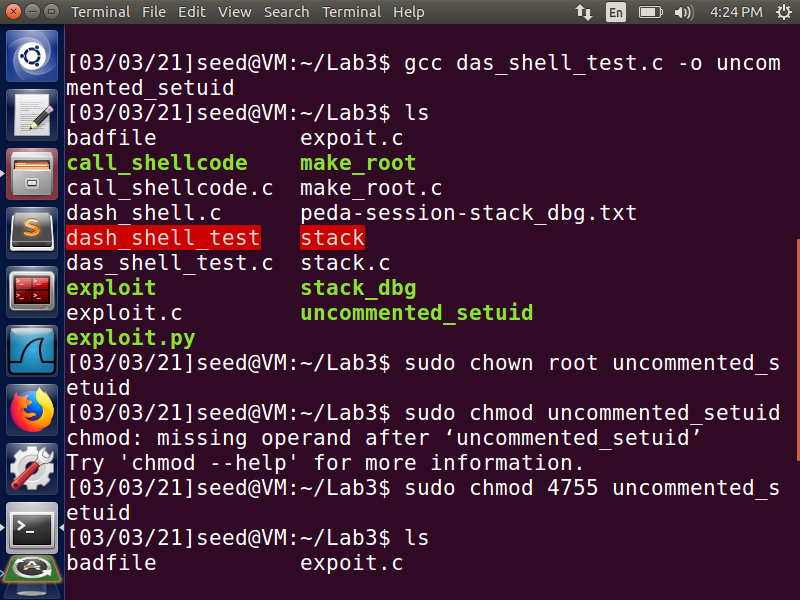 Terminal File Edit View Search Terminal Help En 4:24 PM
[03/03/21]seed@VM:~/Lab3$ gcc das_shell_test.c -o uncom
mented_setuid
[03/03/21]seed@VM:~/Lab3$ ls
badfile expoit.c
call_shellcode make_root
call_shellcode.c make_root.c
dash_shell.c peda-session-stack_dbg.txt
dash_shell_test stack
das_shell_test.c stack.c
exploit stack_dbg
exploit.c uncommented_setuid
exploit.py
[03/03/21]seed@VM:~/Lab3$ sudo chown root uncommented_s
etuid
[03/03/21]seed@VM:~/Lab3$ sudo chmod uncommented_setuid
chmod: missing operand after ‘uncommented_setuid’
Try 'chmod --help' for more information.
[03/03/21]seed@VM:~/Lab3$ sudo chmod 4755 uncommented_s
etuid
[03/03/21]seed@VM:~/Lab3$ ls
badfile expoit.c